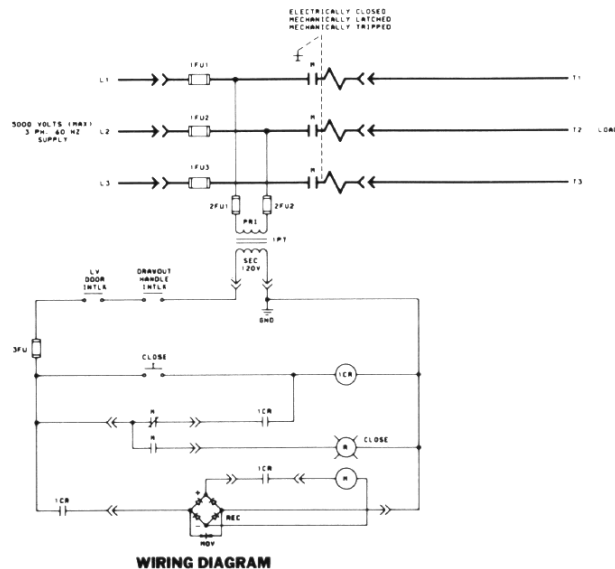 ELECTRICALLY CLOSED
MECHANICALLY LATCHED
MECHANICALLY TRIPPED
1FU1
M
L1
T1
5000 VOLTS (MAX)
3 PH. 60 HZ
SUPPLY
1FU2
M
L2
T2
LOAD
1FU3
M
L3
T3
2FU1
2FU2
PRI
1PT
SEC
120V
LV
DOOR
INTLK
DRAWOUT
HANDLE
INTLK
GND
3FU
CLOSE
1CR
M
1CR
M
R
CLOSE
1CR
M
1CR
+
-
REC
MOV
WIRING DIAGRAM